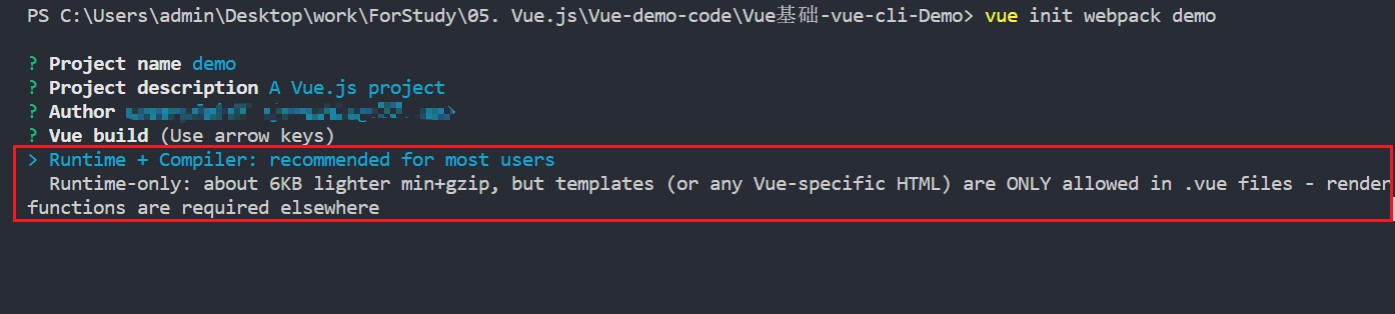 PS C:\Users\admin\Desktop\work\ForStudy\05. Vue.js\Vue-demo-code\Vue基础-vue-cli-Demo> vue init webpack demo
? Project name demo
? Project description A Vue.js project
? Author
? Vue build (Use arrow keys)
> Runtime + Compiler: recommended for most users
Runtime-only: about 6KB lighter min+gzip, but templates (or any Vue-specific HTML) are ONLY allowed in .vue files - render
functions are required elsewhere